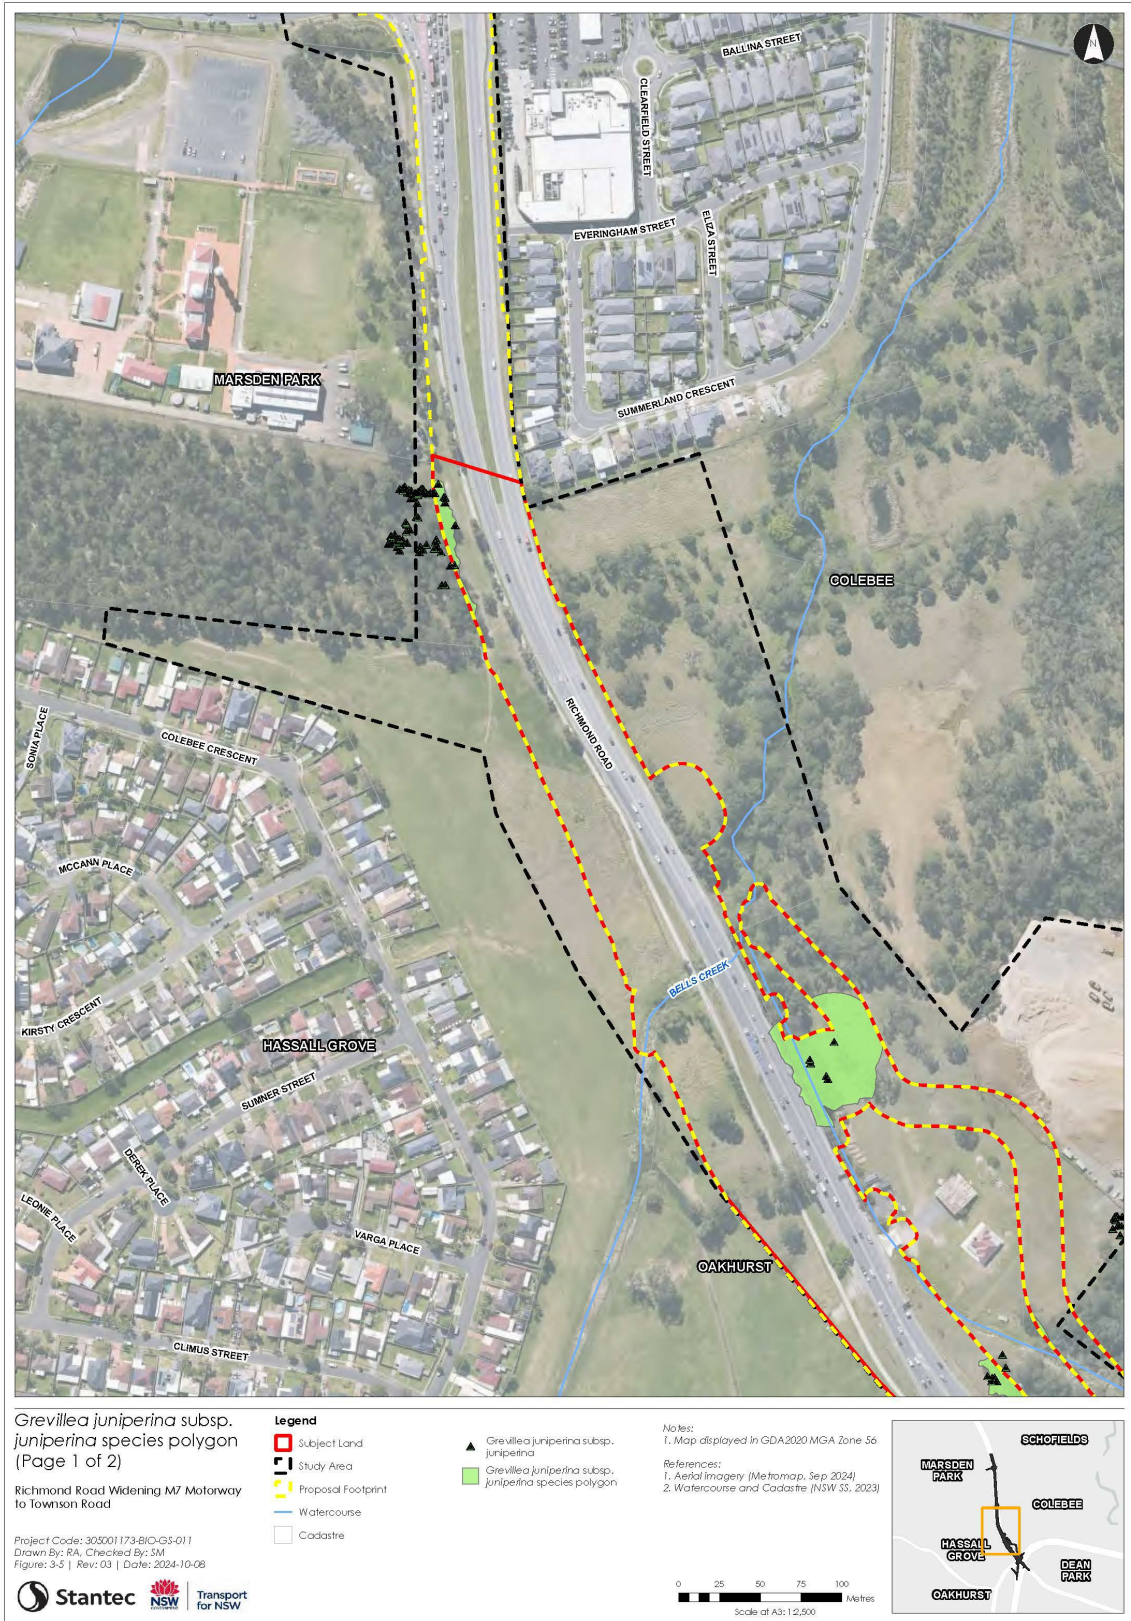 N
BALLINA STREET
CLEARFIELD STREET
EVERINGHAM STREET
ELIZA STREET
MARSDEN PARK
SUMMERLAND CRESCENT
COLEBEE
RICHMOND ROAD
SONIA PLACE
COLEBEE CRESCENT
MCCANN PLACE
BELLS CREEK
KIRSTY CRESCENT
HASSALL GROVE
SUMNER STREET
DEREK PLACE
LEONIE PLACE
VARGA PLACE
OAKHURST
CLIMUS STREET
Grevillea juniperina subsp.
juniperina species polygon
(Page 1 of 2)
Richmond Road Widening M7 Motorway
to Townson Road
Project Code: 305001173-BIO-GS-011
Drawn By: RA, Checked By: SM
Figure: 3-5 | Rev: 03 | Date: 2024-10-08
Stantec
NSW
GOVERNMENT
Transport
for NSW
Legend
Subject Land
Study Area
Proposal Footprint
Watercourse
Cadastre
Grevillea juniperina subsp.
juniperina
Grevillea juniperina subsp.
juniperina species polygon
Notes:
1. Map displayed in GDA2020 MGA Zone 56
References:
1. Aerial imagery (Metromap, Sep 2024)
2. Watercourse and Cadastre (NSW SS, 2023)
0 25 50 75 100
Metres
Scale at A3: 1:2,500
SCHOFIELDS
MARSDEN
PARK
COLEBEE
HASSALL
GROVE
DEAN
PARK
OAKHURST